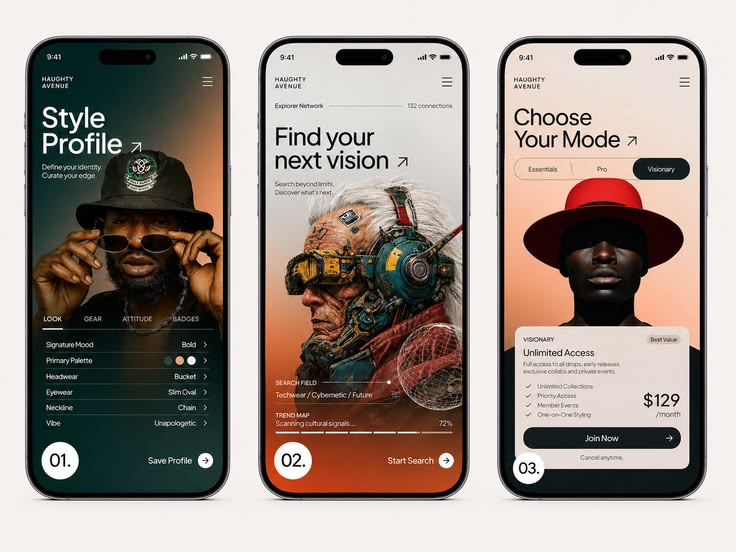 9:41
HAUGHTY
AVENUE
Style
Profile
Define your identity.
Curate your edge.
LOOK GEAR ATTITUDE BADGES
Signature Mood Bold
Primary Palette
Headwear Bucket
Eyewear Slim Oval
Neckline Chain
Vibe Unapologetic
01. Save Profile
9:41
HAUGHTY
AVENUE
Explorer Network 132 connections
Find your
next vision
Search beyond limits.
Discover what's next.
SEARCH FIELD
Techwear / Cybernetic / Future
TREND MAP
Scanning cultural signals... 72%
02. Start Search
9:41
HAUGHTY
AVENUE
Choose
Your Mode
Essentials Pro Visionary
VISIONARY Best Value
Unlimited Access
Full access to all drops, early releases,
exclusive collabs and private events.
Unlimited Collections
Priority Access
Member Events
One-on-One Styling
$129
/month
Join Now
Cancel anytime.
03.